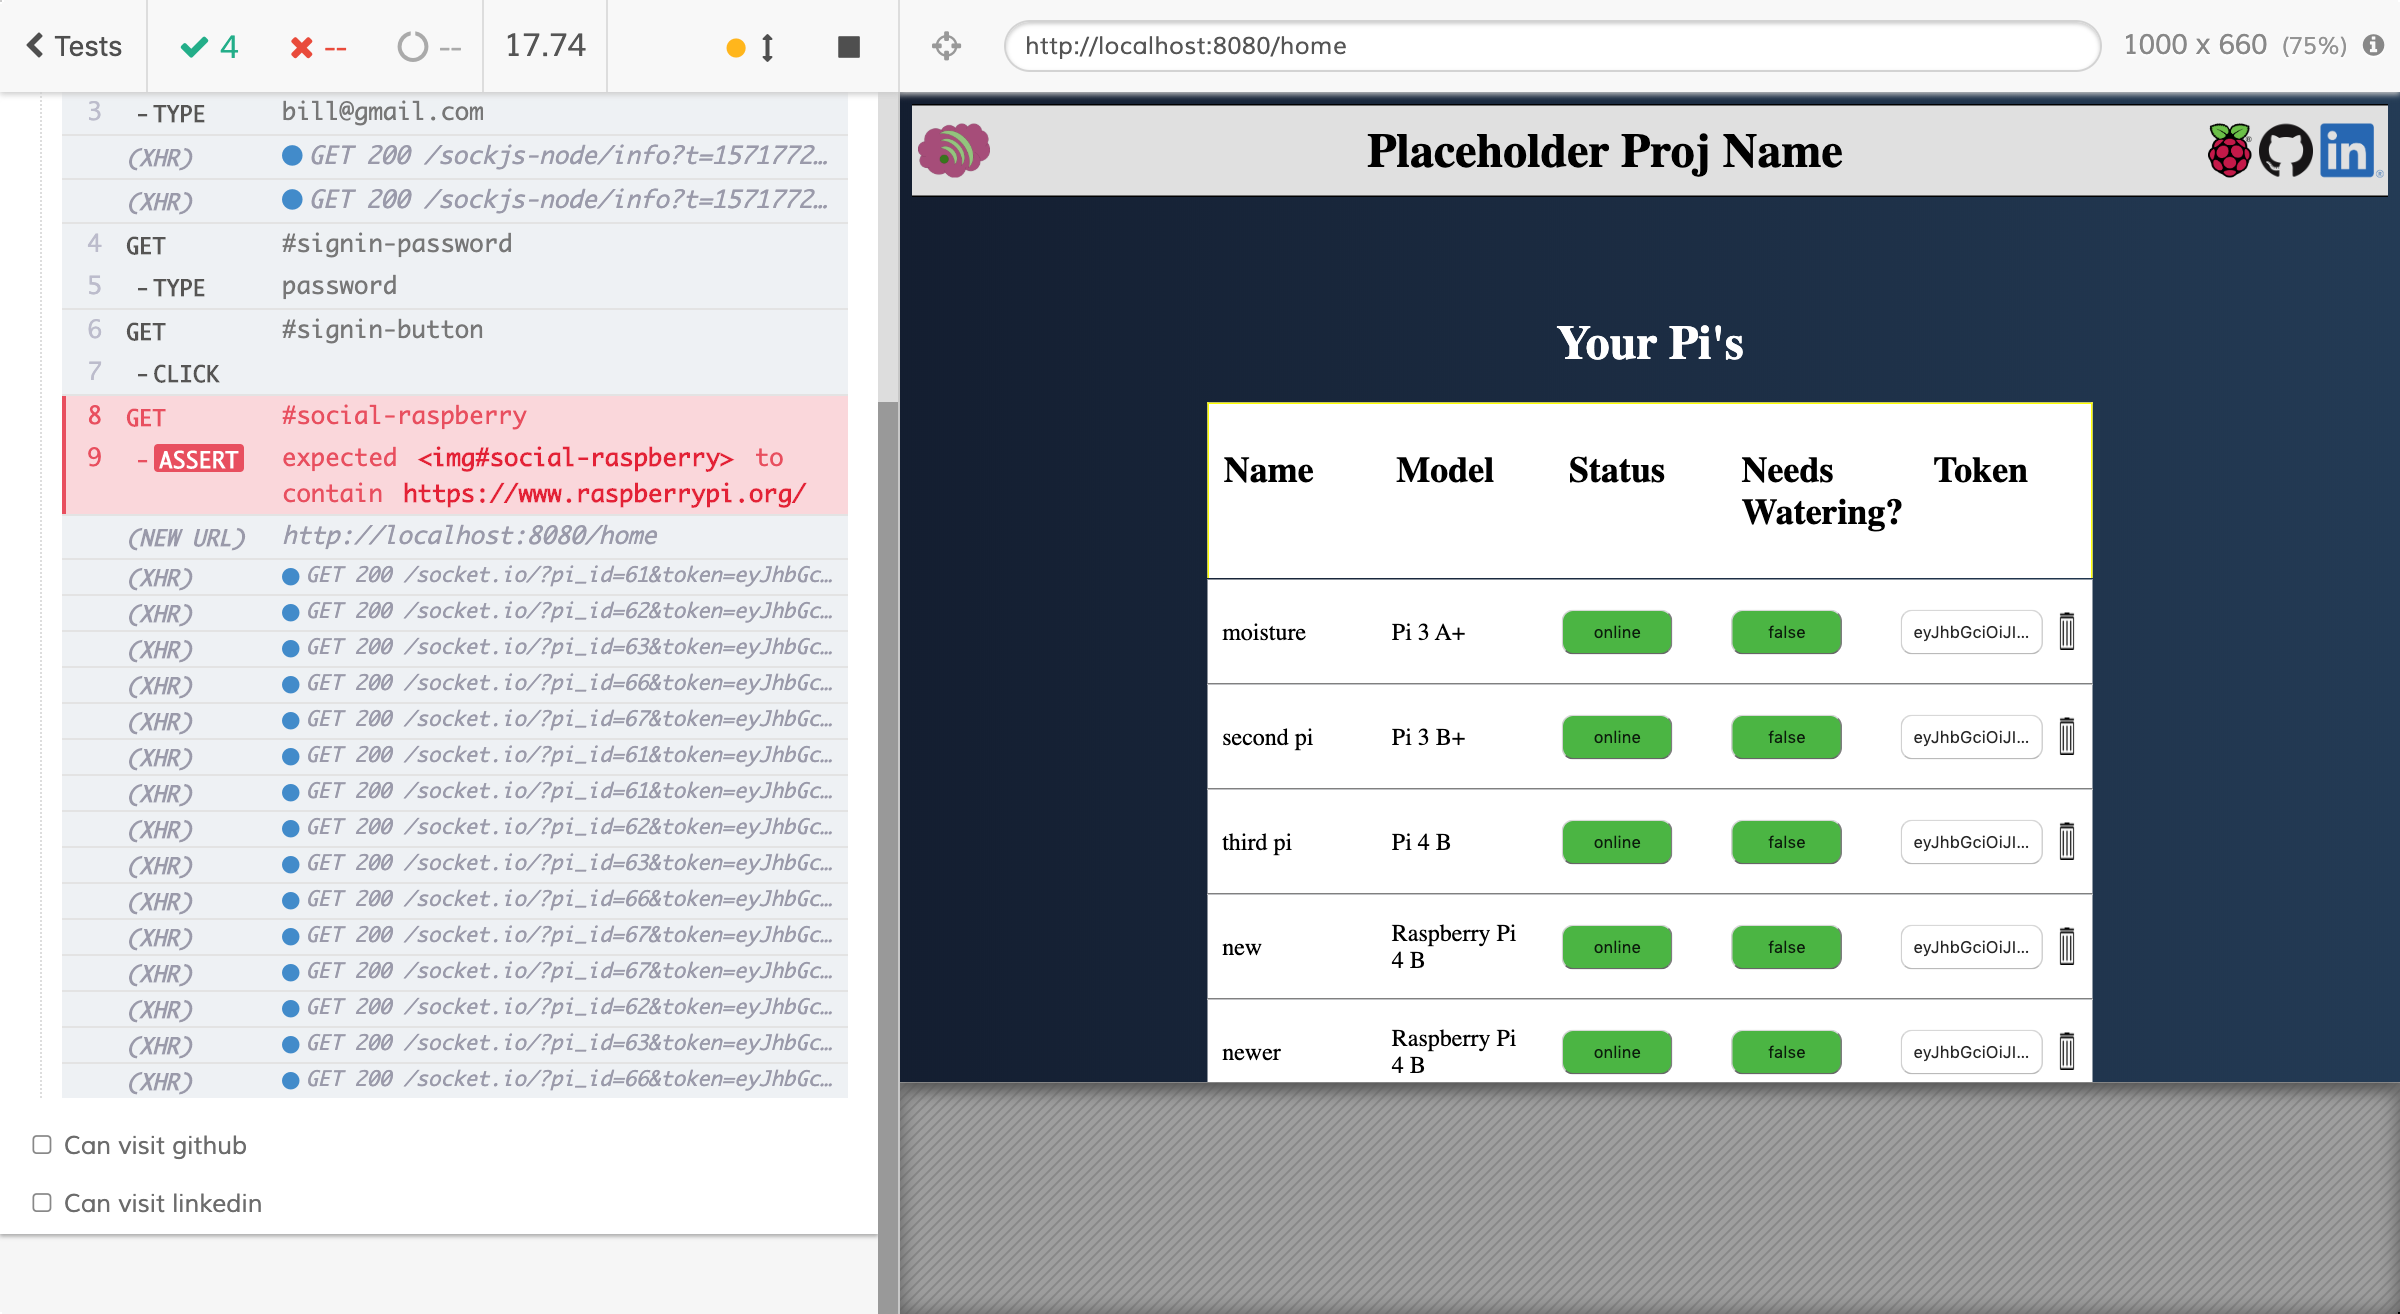 Tests
4
--
--
17.74
http://localhost:8080/home
1000 x 660 (75%)
3 -TYPE bill@gmail.com
(XHR) GET 200 /sockjs-node/info?t=1571772…
(XHR) GET 200 /sockjs-node/info?t=1571772…
4 GET #signin-password
5 -TYPE password
6 GET #signin-button
7 -CLICK
8 GET #social-raspberry
9 -ASSERT expected <img#social-raspberry> to
contain https://www.raspberrypi.org/
(NEW URL) http://localhost:8080/home
(XHR) GET 200 /socket.io/?pi_id=61&token=eyJhbGc…
(XHR) GET 200 /socket.io/?pi_id=62&token=eyJhbGc…
(XHR) GET 200 /socket.io/?pi_id=63&token=eyJhbGc…
(XHR) GET 200 /socket.io/?pi_id=66&token=eyJhbGc…
(XHR) GET 200 /socket.io/?pi_id=67&token=eyJhbGc…
(XHR) GET 200 /socket.io/?pi_id=61&token=eyJhbGc…
(XHR) GET 200 /socket.io/?pi_id=61&token=eyJhbGc…
(XHR) GET 200 /socket.io/?pi_id=62&token=eyJhbGc…
(XHR) GET 200 /socket.io/?pi_id=63&token=eyJhbGc…
(XHR) GET 200 /socket.io/?pi_id=66&token=eyJhbGc…
(XHR) GET 200 /socket.io/?pi_id=67&token=eyJhbGc…
(XHR) GET 200 /socket.io/?pi_id=67&token=eyJhbGc…
(XHR) GET 200 /socket.io/?pi_id=62&token=eyJhbGc…
(XHR) GET 200 /socket.io/?pi_id=63&token=eyJhbGc…
(XHR) GET 200 /socket.io/?pi_id=66&token=eyJhbGc…
Can visit github
Can visit linkedin
Placeholder Proj Name
in
Your Pi's
Name Model Status Needs Watering? Token
moisture Pi 3 A+ online false eyJhbGciOiJI...
second pi Pi 3 B+ online false eyJhbGciOiJI...
third pi Pi 4 B online false eyJhbGciOiJI...
new Raspberry Pi 4 B online false eyJhbGciOiJI...
newer Raspberry Pi 4 B online false eyJhbGciOiJI...